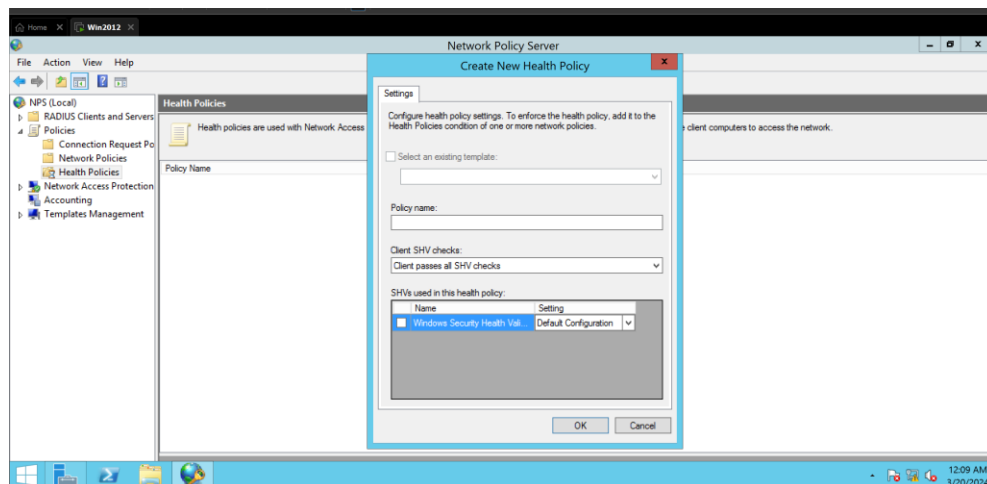 Home
Win2012
Network Policy Server
File Action View Help
NPS (Local)
RADIUS Clients and Servers
Policies
Connection Request Po
Network Policies
Health Policies
Network Access Protection
Accounting
Templates Management
Health Policies
Health policies are used with Network Access
e client computers to access the network.
Policy Name
Create New Health Policy
Settings
Configure health policy settings. To enforce the health policy, add it to the
Health Policies condition of one or more network policies.
Select an existing template:
Policy name:
Client SHV checks:
Client passes all SHV checks
SHVs used in this health policy:
Name Setting
Windows Security Health Vali... Default Configuration
OK Cancel
12:09 AM